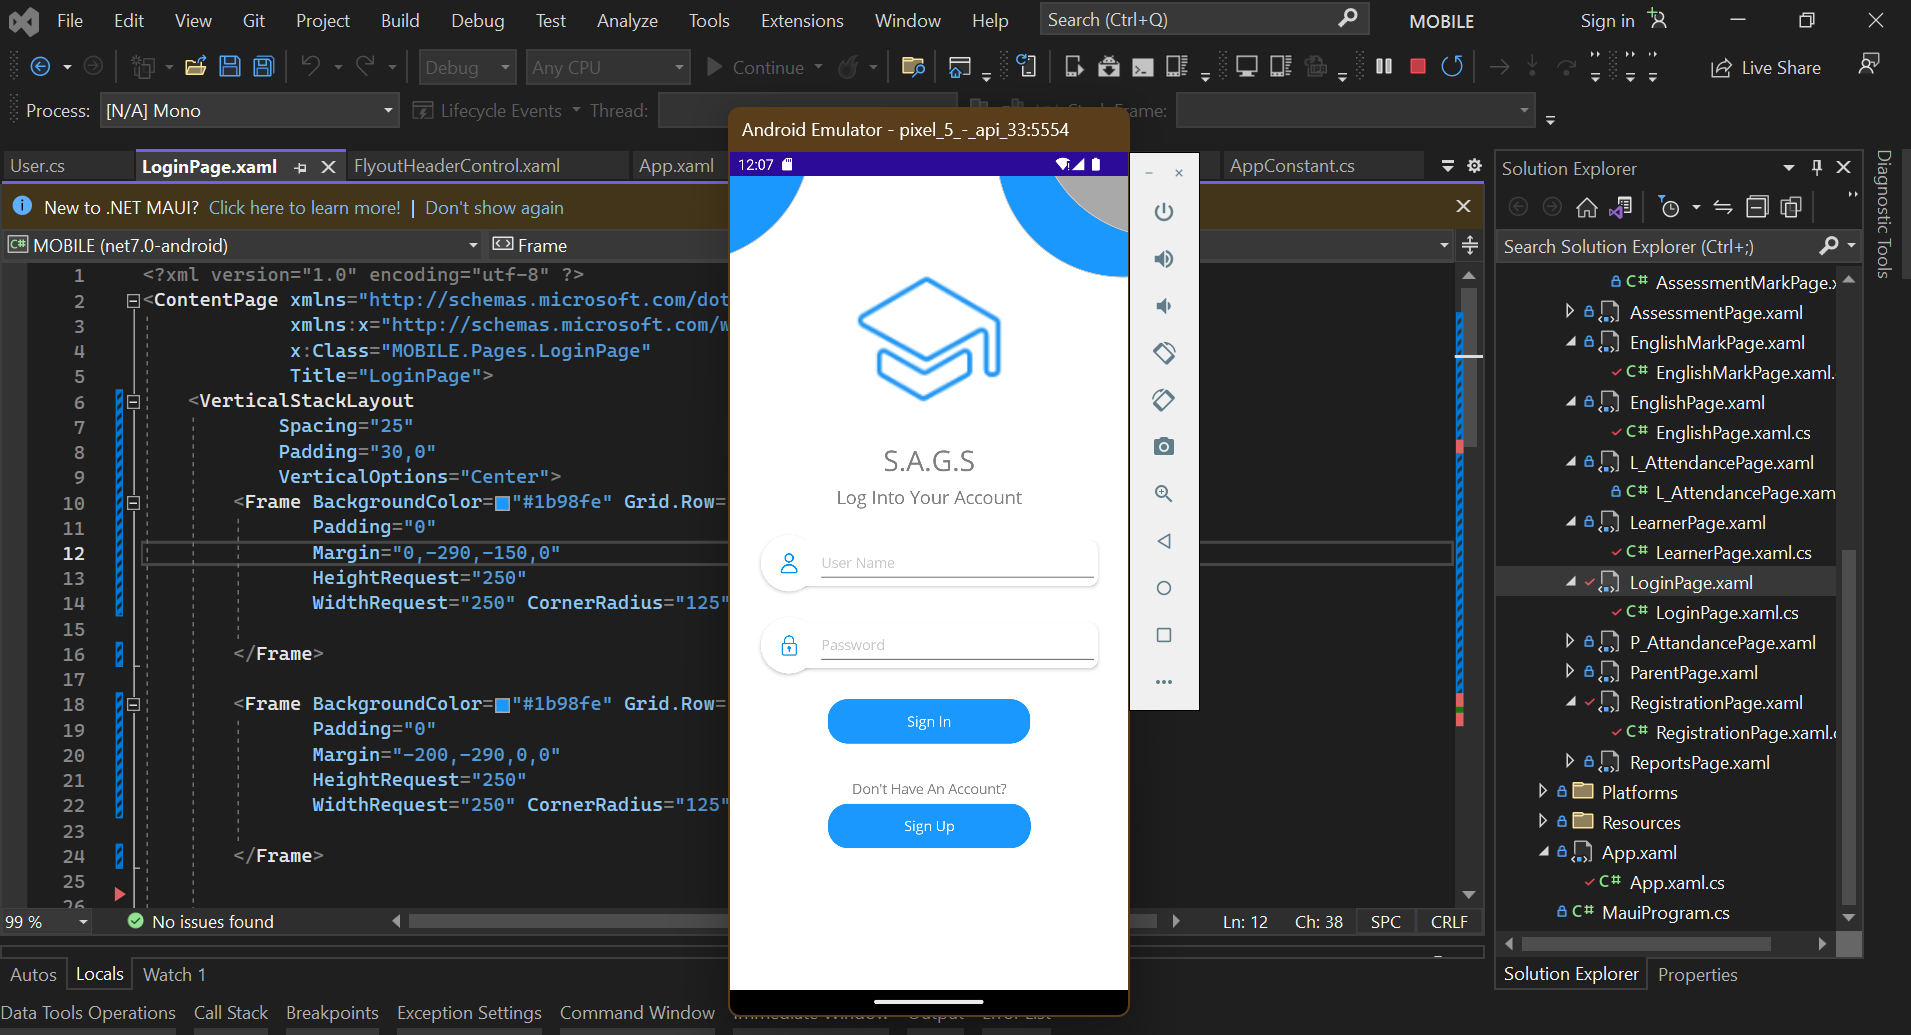 File Edit View Git Project Build Debug Test Analyze Tools Extensions Window Help Search (Ctrl+Q) MOBILE Sign in
Debug Any CPU Continue Live Share
Process: [N/A] Mono Lifecycle Events Thread: Frame:
User.cs LoginPage.xaml FlyoutHeaderControl.xaml App.xaml AppConstant.cs
New to .NET MAUI? Click here to learn more! | Don't show again
MOBILE (net7.0-android) Frame
1 <?xml version="1.0" encoding="utf-8" ?>
2 <ContentPage xmlns="http://schemas.microsoft.com/dot
3 xmlns:x="http://schemas.microsoft.com/w
4 x:Class="MOBILE.Pages.LoginPage"
5 Title="LoginPage">
6 <VerticalStackLayout
7 Spacing="25"
8 Padding="30,0"
9 VerticalOptions="Center">
10 <Frame BackgroundColor="#1b98fe" Grid.Row=
11 Padding="0"
12 Margin="0,-290,-150,0"
13 HeightRequest="250"
14 WidthRequest="250" CornerRadius="125"
15
16 </Frame>
17
18 <Frame BackgroundColor="#1b98fe" Grid.Row=
19 Padding="0"
20 Margin="-200,-290,0,0"
21 HeightRequest="250"
22 WidthRequest="250" CornerRadius="125"
23
24 </Frame>
25
26
99 % No issues found Ln: 12 Ch: 38 SPC CRLF
Autos Locals Watch 1
Data Tools Operations Call Stack Breakpoints Exception Settings Command Window Immediate Window Output Error List
Android Emulator - pixel_5_-_api_33:5554
12:07
S.A.G.S
Log Into Your Account
User Name
Password
Sign In
Don't Have An Account?
Sign Up
Solution Explorer
Search Solution Explorer (Ctrl+;)
AssessmentMarkPage.x
AssessmentPage.xaml
EnglishMarkPage.xaml
C# EnglishMarkPage.xaml.
EnglishPage.xaml
C# EnglishPage.xaml.cs
L_AttendancePage.xaml
C# L_AttendancePage.xam
LearnerPage.xaml
C# LearnerPage.xaml.cs
LoginPage.xaml
C# LoginPage.xaml.cs
P_AttandancePage.xaml
ParentPage.xaml
RegistrationPage.xaml
C# RegistrationPage.xaml.c
ReportsPage.xaml
Platforms
Resources
App.xaml
C# App.xaml.cs
C# MauiProgram.cs
Solution Explorer Properties
Diagnostic Tools